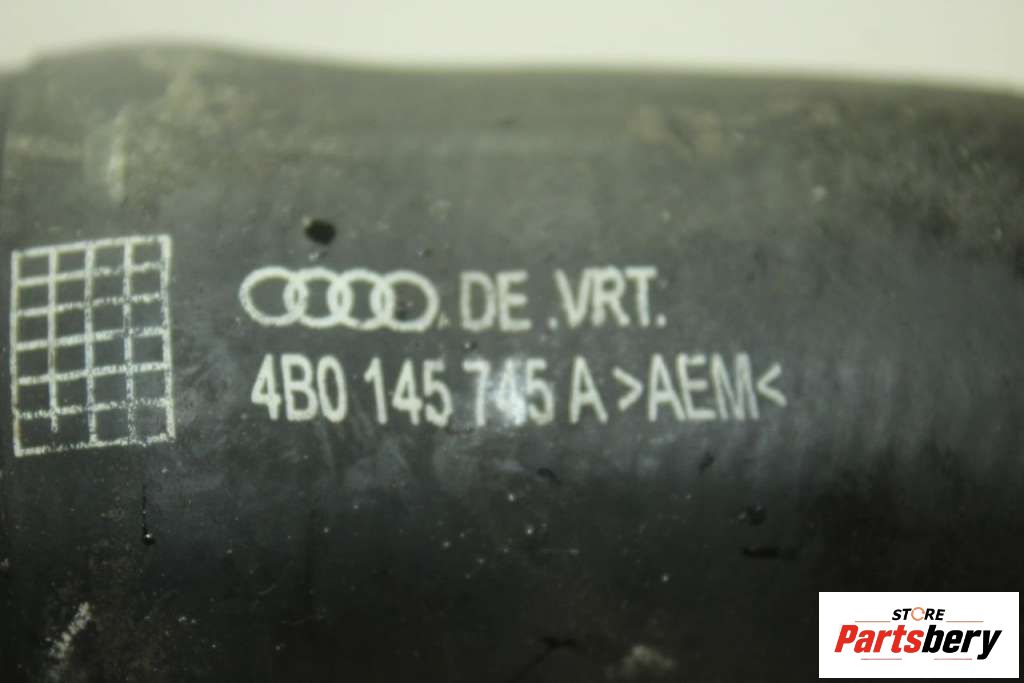 DE .VRT.
4B0 145 745 A >AEM<
STORE
Partsbery